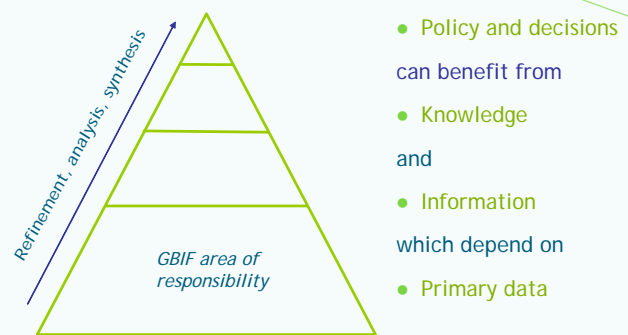 Refinement, analysis, synthesis
GBIF area of
responsibility
• Policy and decisions
can benefit from
• Knowledge
and
• Information
which depend on
• Primary data